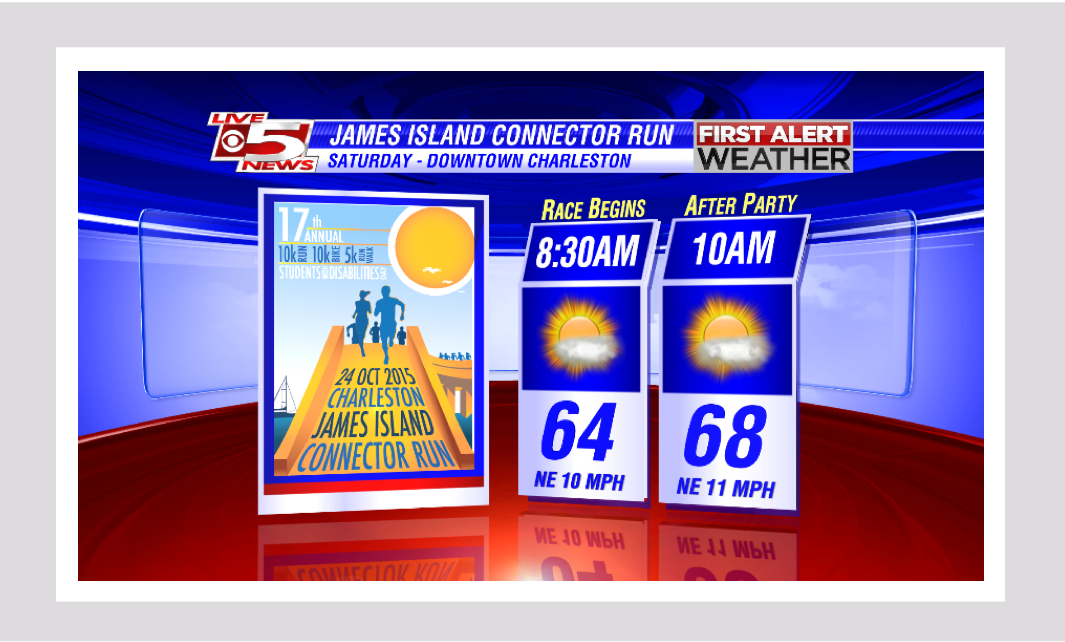 LIVE
5
NEWS
JAMES ISLAND CONNECTOR RUN
SATURDAY - DOWNTOWN CHARLESTON
FIRST ALERT
WEATHER
17th
ANNUAL
10k RUN 10k BIKE 5k RUN WALK
STUDENTS DISABILITIES
24 OCT 2015
CHARLESTON
JAMES ISLAND
CONNECTOR RUN
RACE BEGINS
8:30AM
64
NE 10 MPH
AFTER PARTY
10AM
68
NE 11 MPH